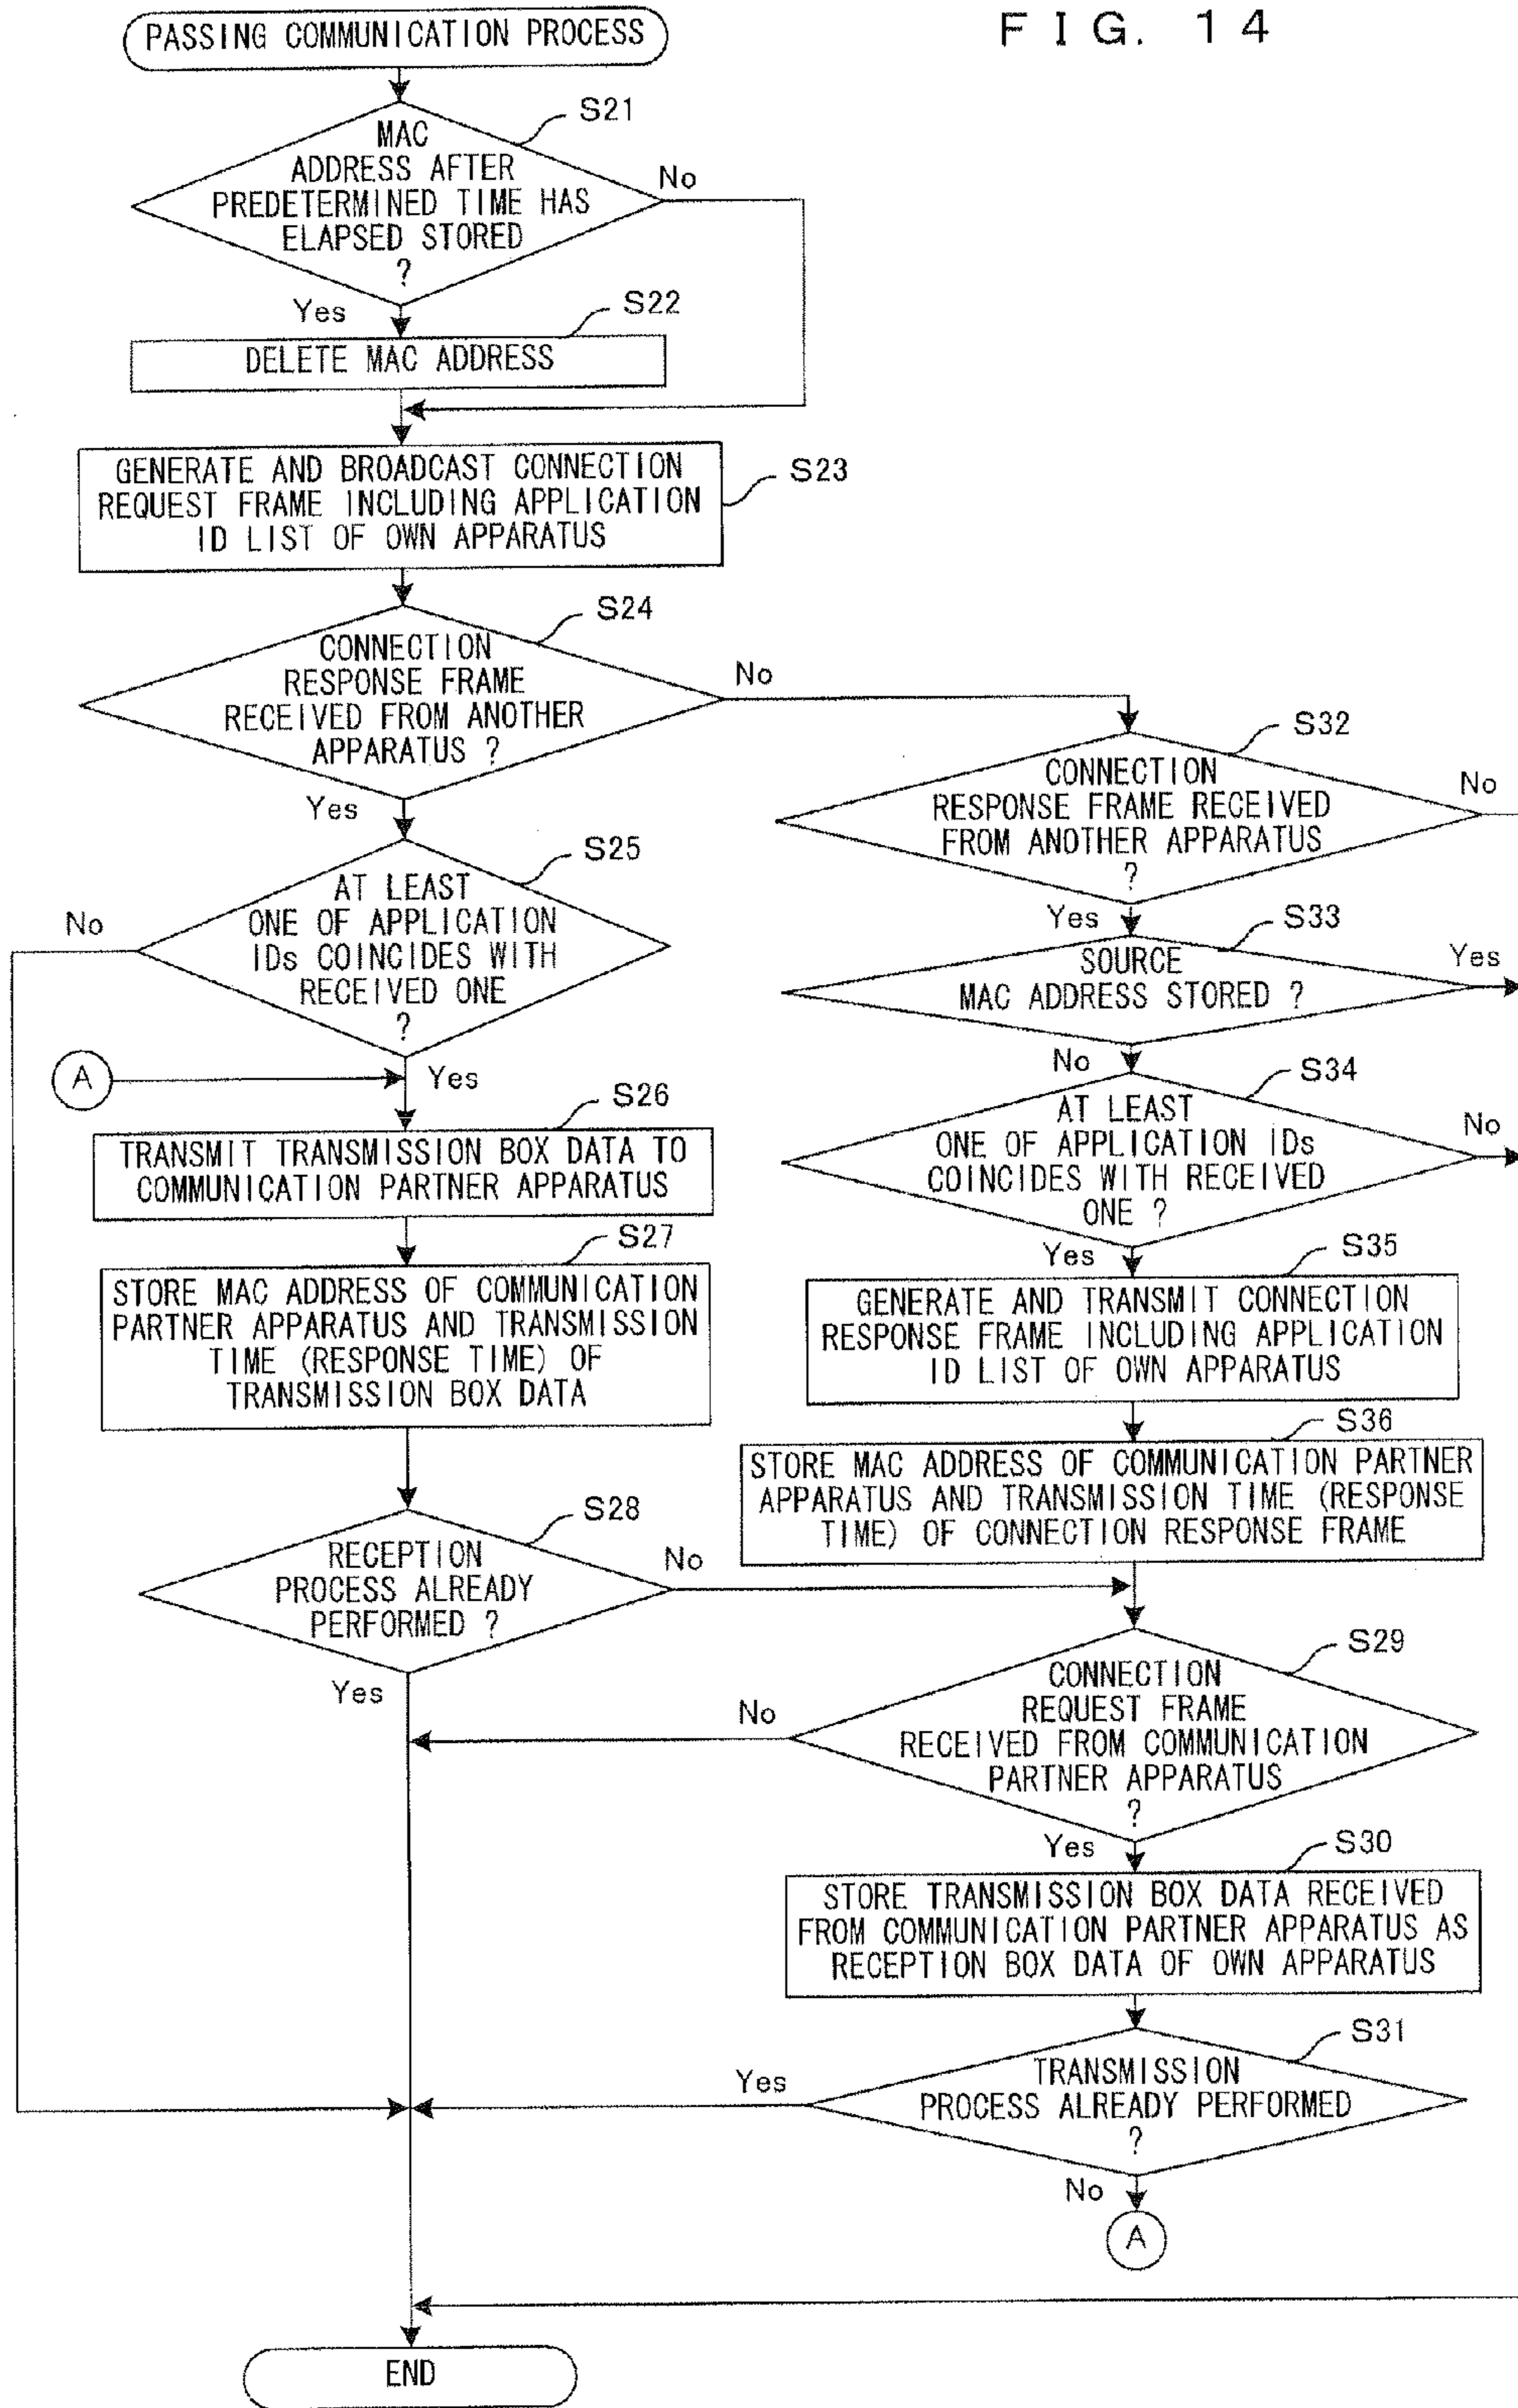 FIG. 14
PASSING COMMUNICATION PROCESS
S21
MAC
ADDRESS AFTER
PREDETERMINED TIME HAS
ELAPSED STORED
?
No
Yes
S22
DELETE MAC ADDRESS
GENERATE AND BROADCAST CONNECTION
REQUEST FRAME INCLUDING APPLICATION
ID LIST OF OWN APPARATUS
S23
S24
CONNECTION
RESPONSE FRAME
RECEIVED FROM ANOTHER
APPARATUS ?
No
Yes
S25
AT LEAST
ONE OF APPLICATION
IDs COINCIDES WITH
RECEIVED ONE
?
No
A
Yes
S26
TRANSMIT TRANSMISSION BOX DATA TO
COMMUNICATION PARTNER APPARATUS
S27
STORE MAC ADDRESS OF COMMUNICATION
PARTNER APPARATUS AND TRANSMISSION
TIME (RESPONSE TIME) OF
TRANSMISSION BOX DATA
S28
RECEPTION
PROCESS ALREADY
PERFORMED ?
No
Yes
S32
CONNECTION
RESPONSE FRAME RECEIVED
FROM ANOTHER APPARATUS
?
No
Yes
S33
SOURCE
MAC ADDRESS STORED ?
Yes
No
S34
AT LEAST
ONE OF APPLICATION IDs
COINCIDES WITH RECEIVED
ONE ?
No
Yes
S35
GENERATE AND TRANSMIT CONNECTION
RESPONSE FRAME INCLUDING APPLICATION
ID LIST OF OWN APPARATUS
S36
STORE MAC ADDRESS OF COMMUNICATION PARTNER
APPARATUS AND TRANSMISSION TIME (RESPONSE
TIME) OF CONNECTION RESPONSE FRAME
S29
CONNECTION
REQUEST FRAME
RECEIVED FROM COMMUNICATION
PARTNER APPARATUS
?
No
Yes
S30
STORE TRANSMISSION BOX DATA RECEIVED
FROM COMMUNICATION PARTNER APPARATUS AS
RECEPTION BOX DATA OF OWN APPARATUS
S31
TRANSMISSION
PROCESS ALREADY PERFORMED
?
Yes
No
A
END